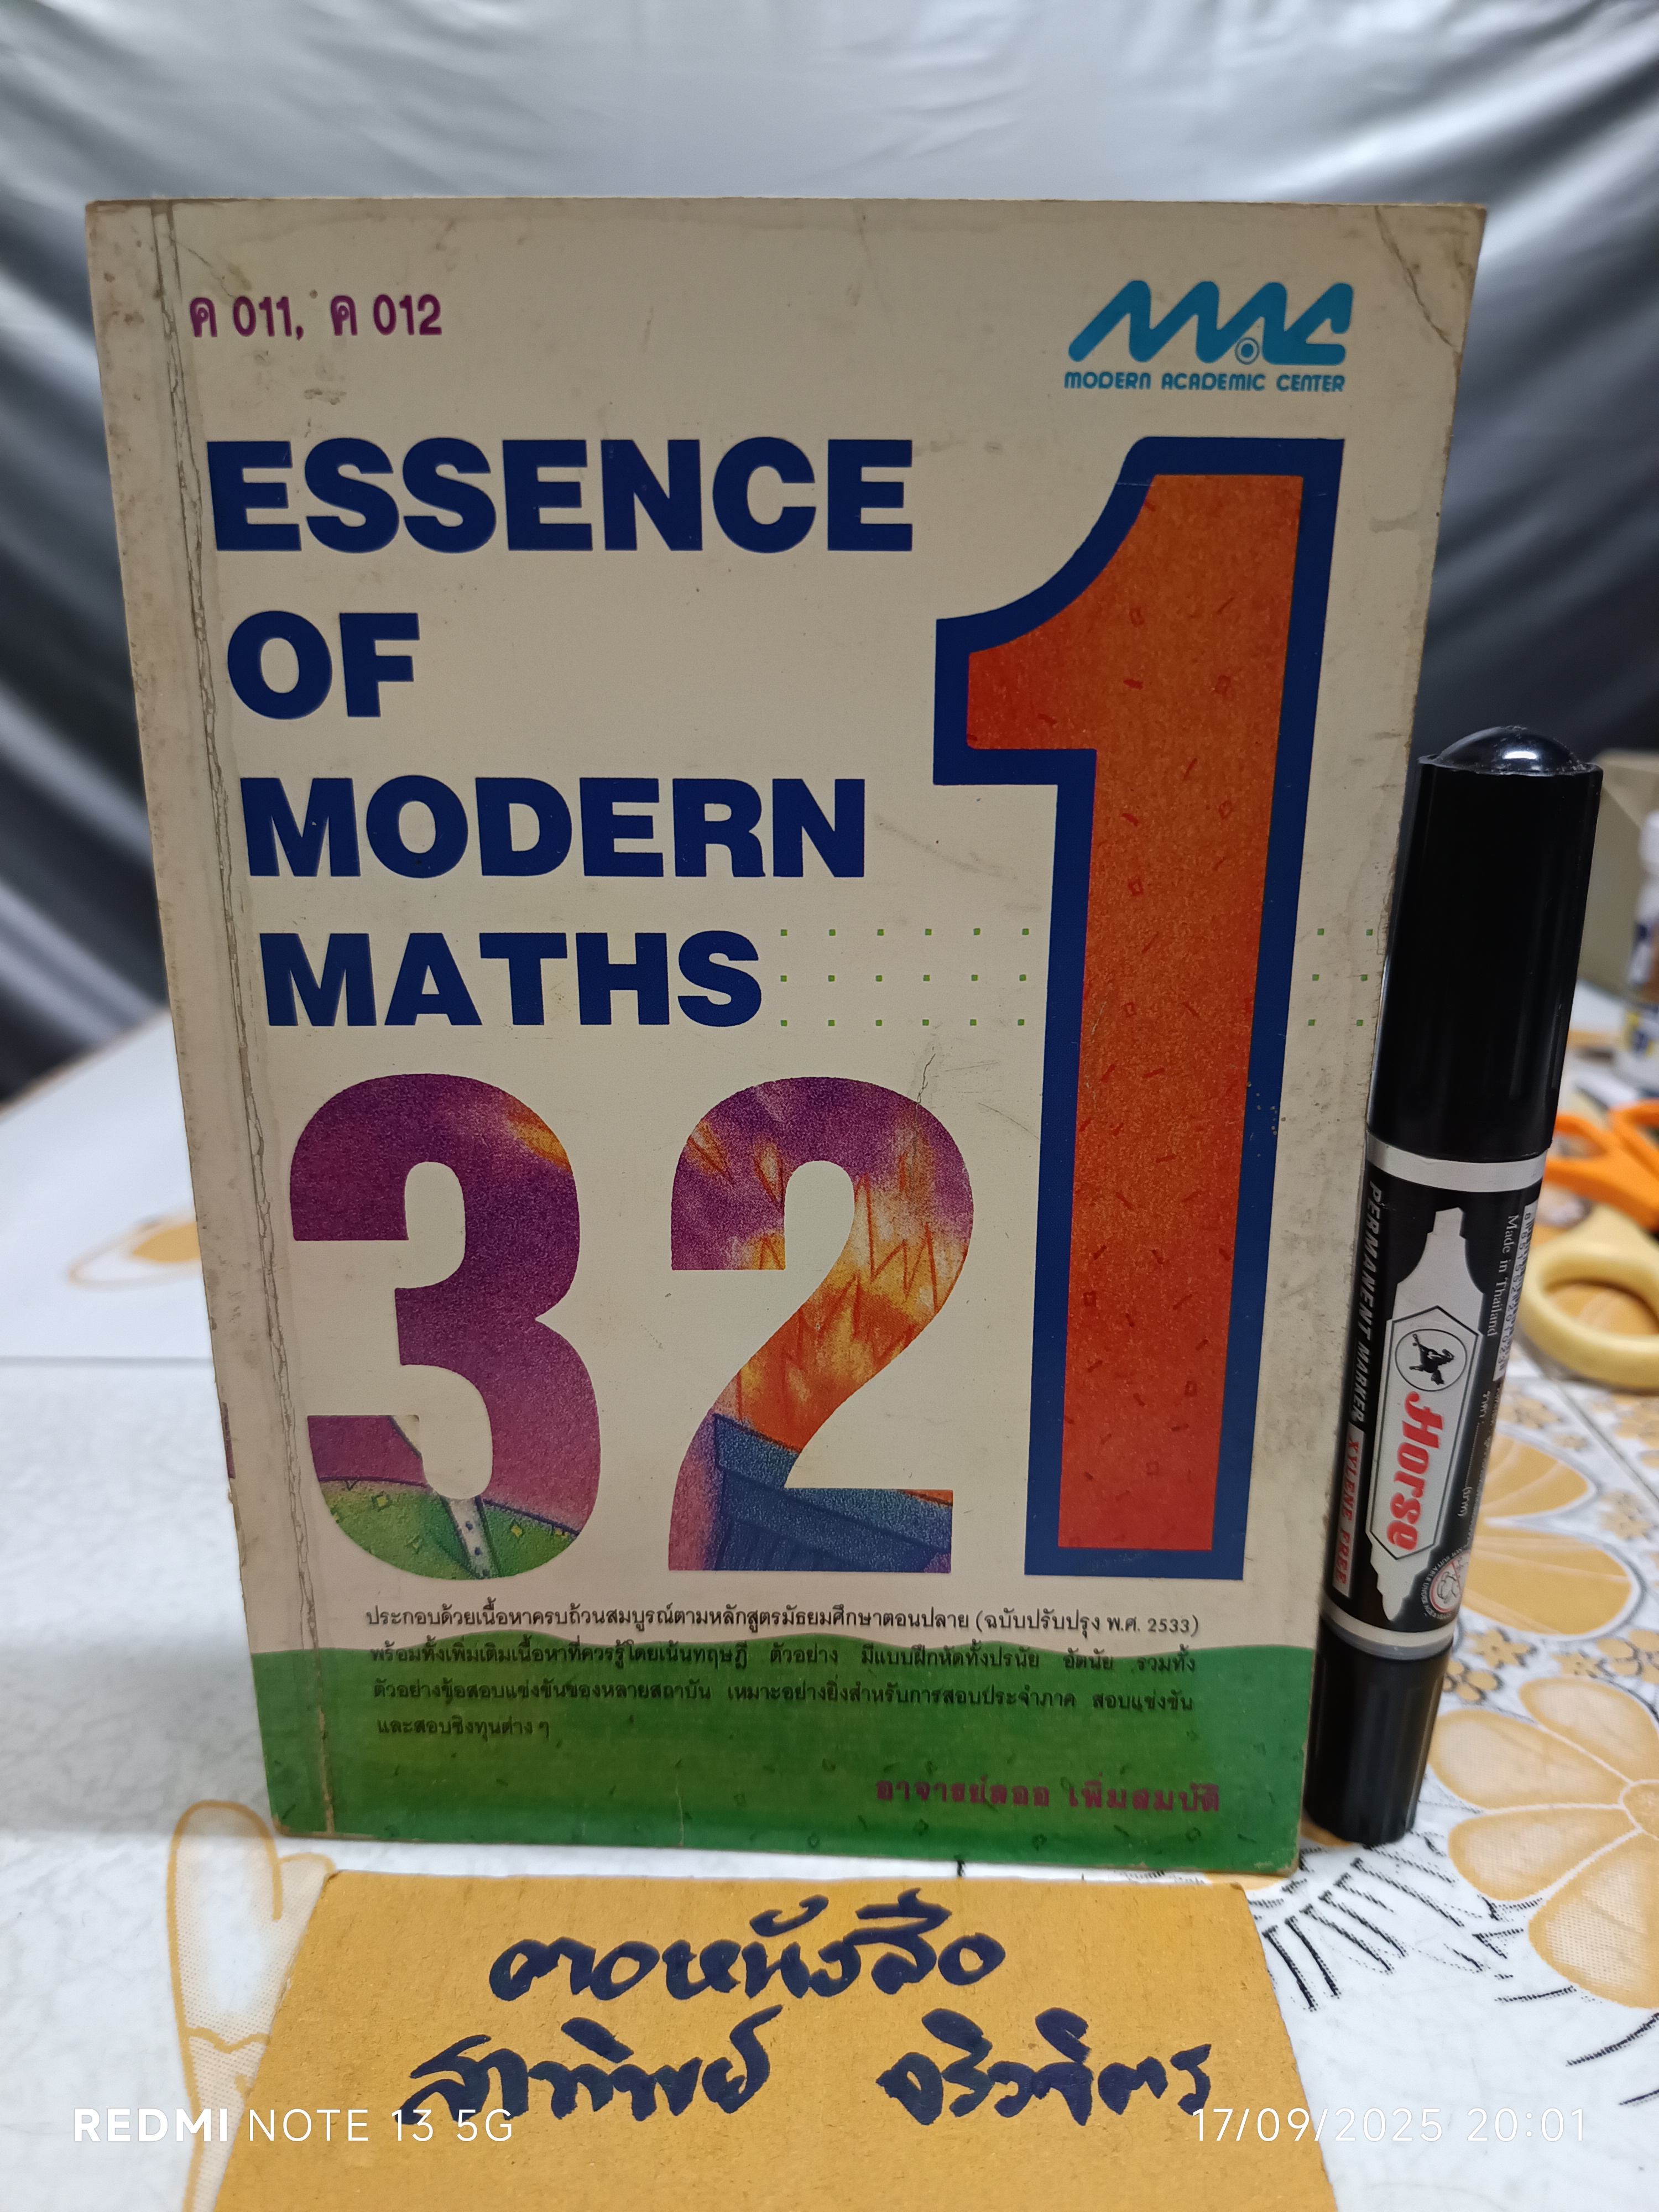 ค 011, ค 012
MAC
MODERN ACADEMIC CENTER
ESSENCE
OF
MODERN
MATHS
3 2 1
ประกอบด้วยเนื้อหาครบถ้วนสมบูรณ์ตามหลักสูตรมัธยมศึกษาตอนปลาย (ฉบับปรับปรุง พ.ศ. 2533)
พร้อมทั้งเพิ่มเติมเนื้อหาที่ควรรู้โดยเน้นทฤษฎี ตัวอย่าง มีแบบฝึกหัดทั้งปรนัย อัตนัย รวมทั้ง
ตัวอย่างข้อสอบแข่งขันของหลายสถาบัน เหมาะอย่างยิ่งสำหรับการสอบประจำภาค สอบแข่งขัน
และสอบชิงทุนต่าง ๆ
อาจารย์ลออ เพิ่มสมบัติ
PERMANENT MARKER XYLENE FREE
Horse
Made in Thailand
ตาอหนังสือ
สาทิพย์ จริวจิตร
REDMI NOTE 13 5G
17/09/2025 20:01